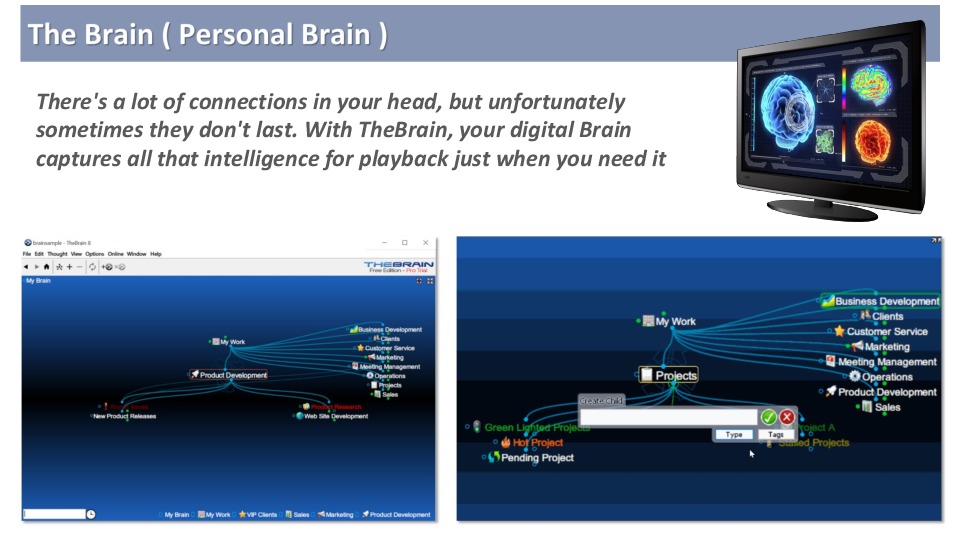 The Brain ( Personal Brain )
There's a lot of connections in your head, but unfortunately
sometimes they don't last. With TheBrain, your digital Brain
captures all that intelligence for playback just when you need it
brainsample - TheBrain 8
File Edit Thought View Options Online Window Help
THEBRAIN
Free Edition - Pro Trial
My Brain
Business Development
Clients
My Work
Customer Service
Marketing
Meeting Management
Product Development
Operations
Projects
Sales
Product Research
New Product Releases
Web Site Development
My Brain
My Work
VIP Clients
Sales
Marketing
Product Development
Business Development
Clients
My Work
Customer Service
Marketing
Meeting Management
Projects
Operations
Product Development
Create Child
Sales
Green Lighted Projects
Project A
Type
Tags
Hot Project
Stalled Projects
Pending Project